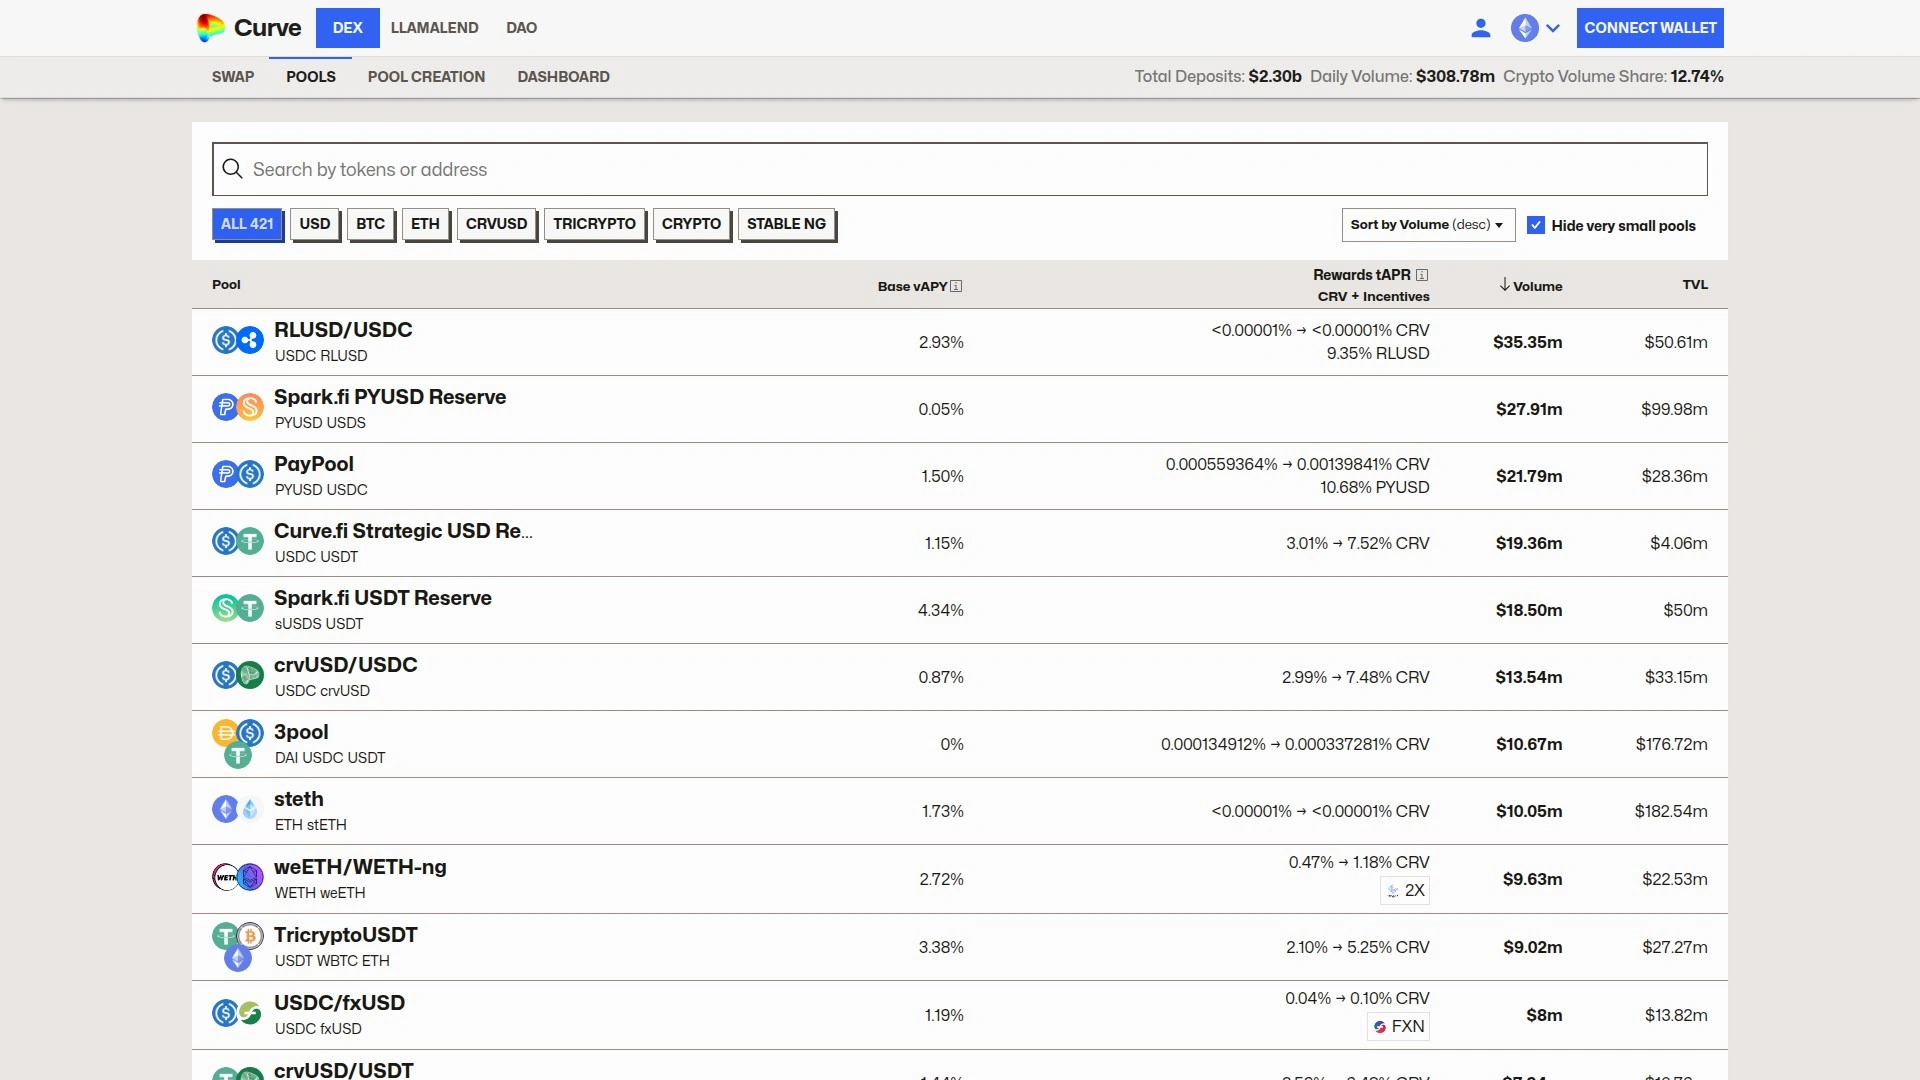 Curve
DEX
LLAMALEND
DAO
CONNECT WALLET
SWAP
POOLS
POOL CREATION
DASHBOARD
Total Deposits: $2.30b
Daily Volume: $308.78m
Crypto Volume Share: 12.74%
Search by tokens or address
ALL 421
USD
BTC
ETH
CRVUSD
TRICRYPTO
CRYPTO
STABLE NG
Sort by Volume (desc)
Hide very small pools
Pool
Base vAPY
Rewards tAPR
CRV + Incentives
Volume
TVL
RLUSD/USDC
USDC RLUSD
2.93%
<0.00001% → <0.00001% CRV
9.35% RLUSD
$35.35m
$50.61m
Spark.fi PYUSD Reserve
PYUSD USDS
0.05%
$27.91m
$99.98m
PayPool
PYUSD USDC
1.50%
0.000559364% → 0.00139841% CRV
10.68% PYUSD
$21.79m
$28.36m
Curve.fi Strategic USD Re...
USDC USDT
1.15%
3.01% → 7.52% CRV
$19.36m
$4.06m
Spark.fi USDT Reserve
sUSDS USDT
4.34%
$18.50m
$50m
crvUSD/USDC
USDC crvUSD
0.87%
2.99% → 7.48% CRV
$13.54m
$33.15m
3pool
DAI USDC USDT
0%
0.000134912% → 0.000337281% CRV
$10.67m
$176.72m
steth
ETH stETH
1.73%
<0.00001% → <0.00001% CRV
$10.05m
$182.54m
weETH/WETH-ng
WETH weETH
2.72%
0.47% → 1.18% CRV
2X
$9.63m
$22.53m
TricryptoUSDT
USDT WBTC ETH
3.38%
2.10% → 5.25% CRV
$9.02m
$27.27m
USDC/fxUSD
USDC fxUSD
1.19%
0.04% → 0.10% CRV
FXN
$8m
$13.82m
crvUSD/USDT